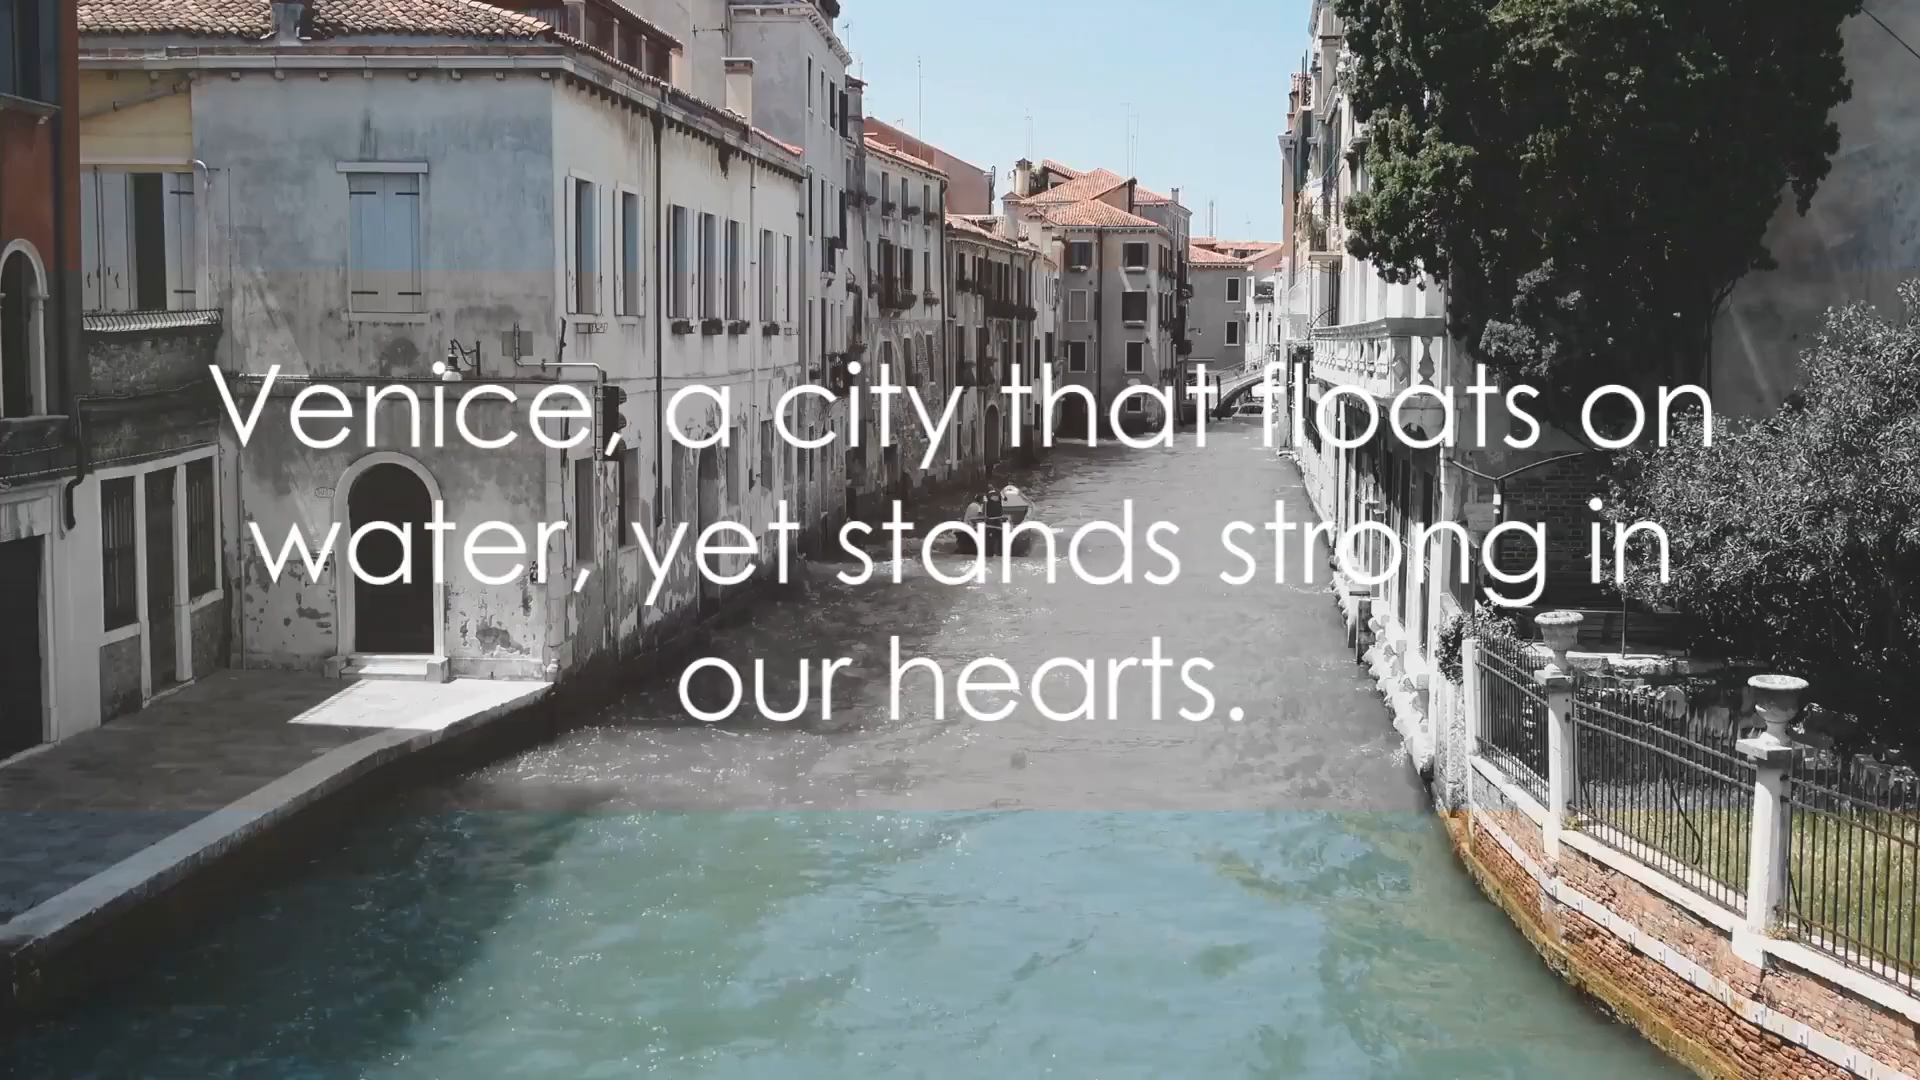 Venice, a city that floats on
water, yet stands strong in
our hearts.